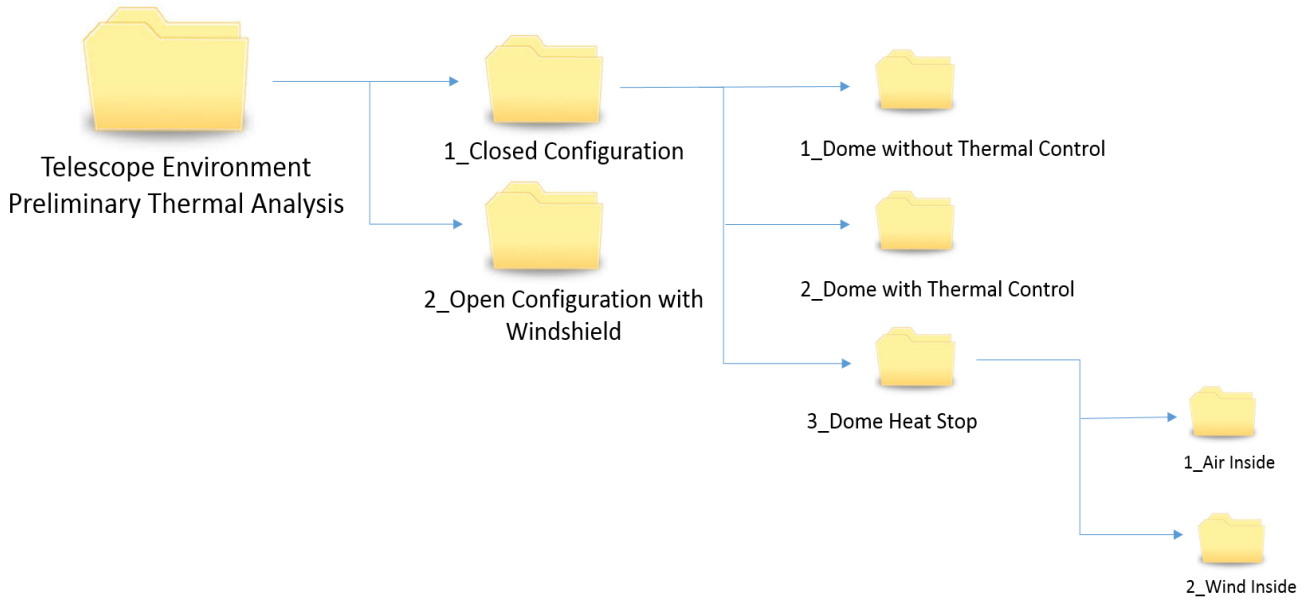 Telescope Environment
Preliminary Thermal Analysis
1_Closed Configuration
2_Open Configuration with
Windshield
1_Dome without Thermal Control
2_Dome with Thermal Control
3_Dome Heat Stop
1_Air Inside
2_Wind Inside